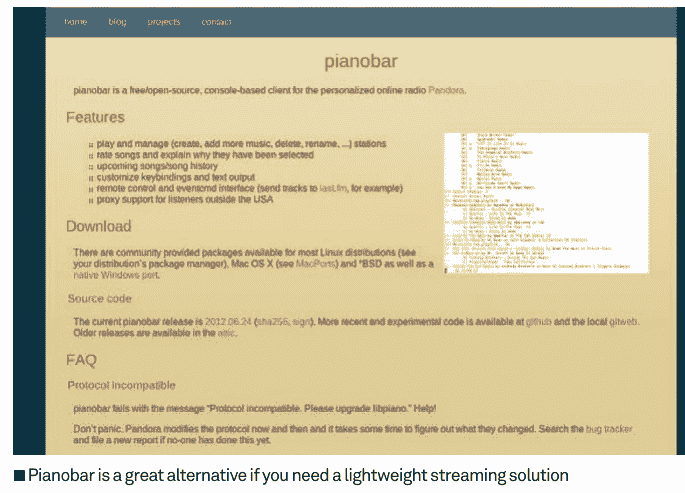 home blog projects contact
pianobar
pianobar is a free/open-source, console-based client for the personalized online radio Pandora.
Features
play and manage (create, add more music, delete, rename, ...) stations
rate songs and explain why they have been selected
upcoming songs/song history
customize keybindings and text output
remote control and eventcmd interface (send tracks to last.fm, for example)
proxy support for listeners outside the USA
Download
There are community provided packages available for most Linux distributions (see
your distribution's package manager), Mac OS X (see MacPorts) and *BSD as well as a
native Windows port.
Source code
The current pianobar release is 2012.06.24 (sha256, sign). More recent and experimental code is available at github and the local gitweb.
Older releases are available in the attic.
FAQ
Protocol Incompatible
pianobar fails with the message "Protocol incompatible. Please upgrade libpiano." Help!
Don't panic. Pandora modifies the protocol now and then and it takes some time to figure out what they changed. Search the bug tracker
and file a new report if no-one has done this yet.
Pianobar is a great alternative if you need a lightweight streaming solution